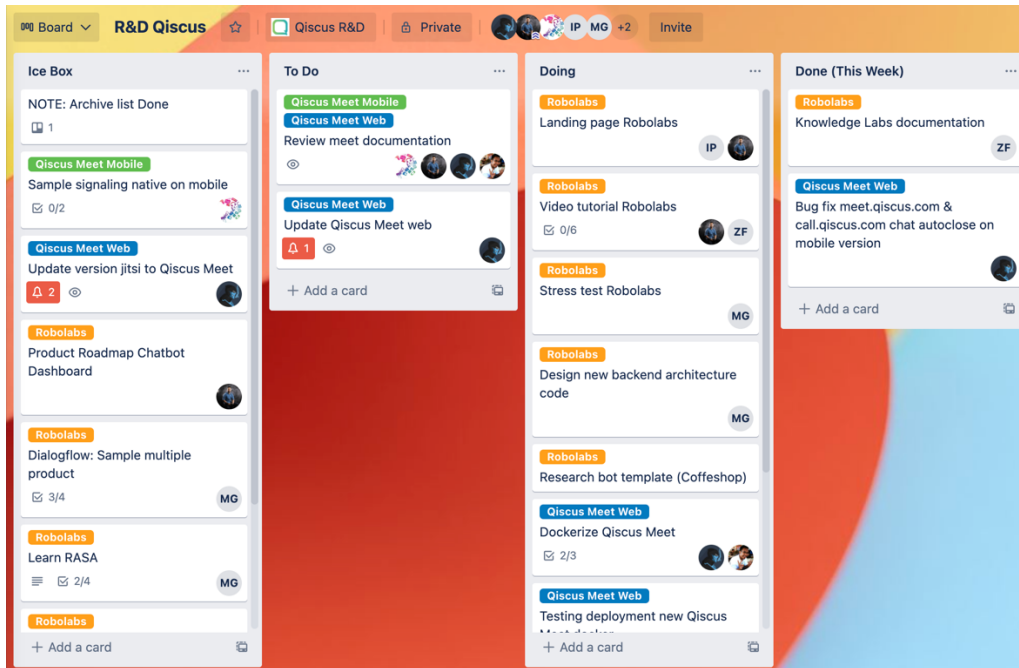 Board
R&D Qiscus
Qiscus R&D
Private
IP
MG
+2
Invite
Ice Box
NOTE: Archive list Done
1
Qiscus Meet Mobile
Sample signaling native on mobile
0/2
Qiscus Meet Web
Update version jitsi to Qiscus Meet
2
Robolabs
Product Roadmap Chatbot
Dashboard
Robolabs
Dialogflow: Sample multiple
product
3/4
MG
Robolabs
Learn RASA
2/4
MG
Robolabs
+ Add a card
To Do
Qiscus Meet Mobile
Qiscus Meet Web
Review meet documentation
Qiscus Meet Web
Update Qiscus Meet web
1
+ Add a card
Doing
Robolabs
Landing page Robolabs
IP
Robolabs
Video tutorial Robolabs
0/6
ZF
Robolabs
Stress test Robolabs
MG
Robolabs
Design new backend architecture
code
MG
Robolabs
Research bot template (Coffeshop)
Qiscus Meet Web
Dockerize Qiscus Meet
2/3
Qiscus Meet Web
Testing deployment new Qiscus
+ Add a card
Done (This Week)
Robolabs
Knowledge Labs documentation
ZF
Qiscus Meet Web
Bug fix meet.qiscus.com &
call.qiscus.com chat autoclose on
mobile version
+ Add a card